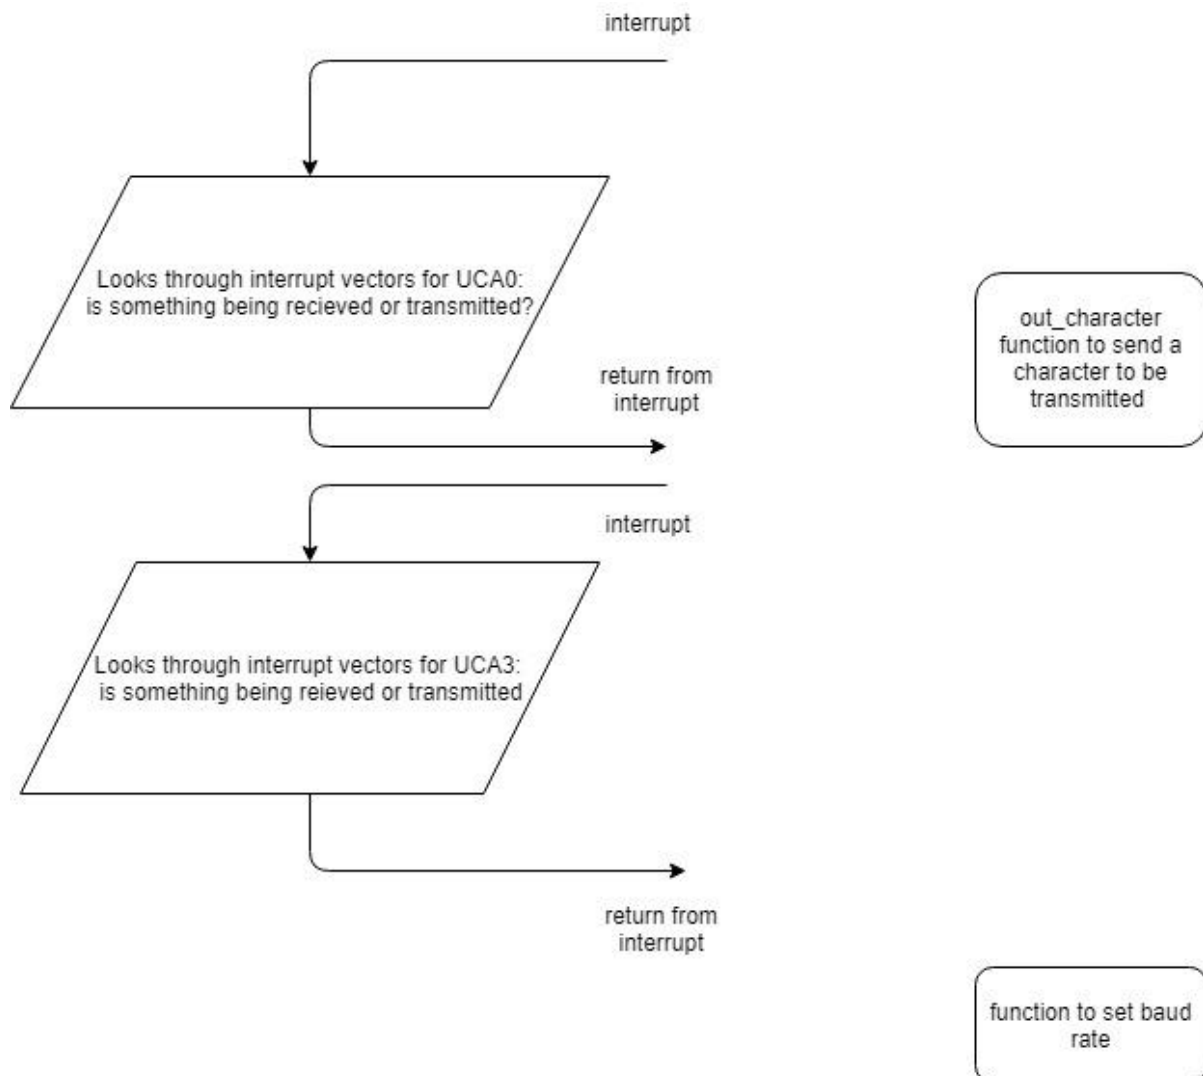 interrupt
Looks through interrupt vectors for UCA0:
is something being recieved or transmitted?
out_character
function to send a
character to be
transmitted
return from
interrupt
interrupt
Looks through interrupt vectors for UCA3:
is something being reieved or transmitted
return from
interrupt
function to set baud
rate